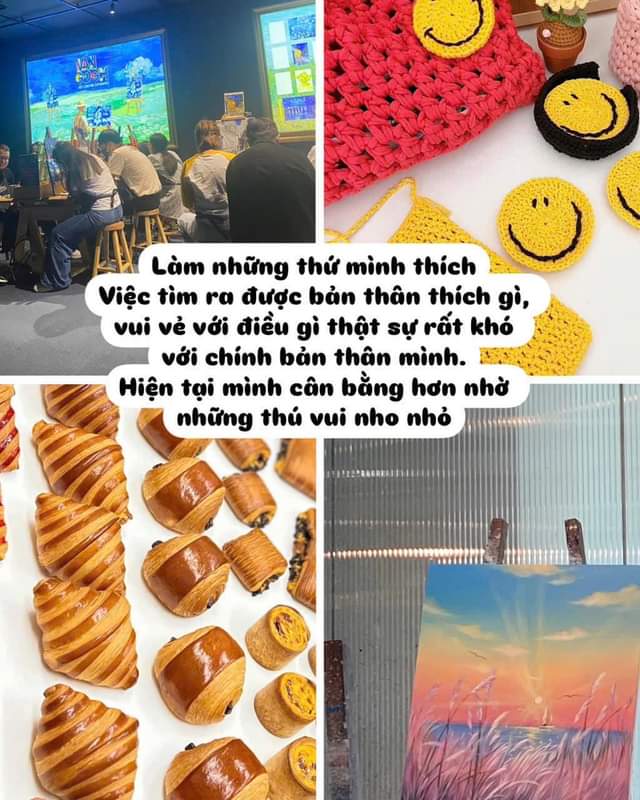 VAN
GOGH
Làm những thứ mình thích
Việc tìm ra được bản thân thích gì,
vui vẻ với điều gì thật sự rất khó
với chính bản thân mình.
Hiện tại mình cân bằng hơn nhờ
những thú vui nho nhỏ